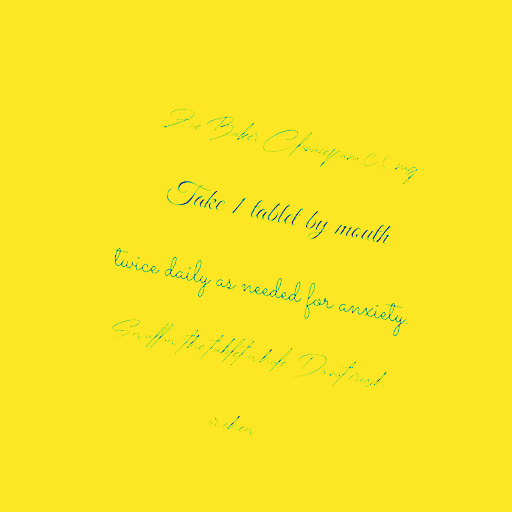 Zoe Baker Clonazepam 0.5 mg
Take 1 tablet by mouth
twice daily as needed for anxiety.
Swallow the tablet whole. Do not crush
or chew.